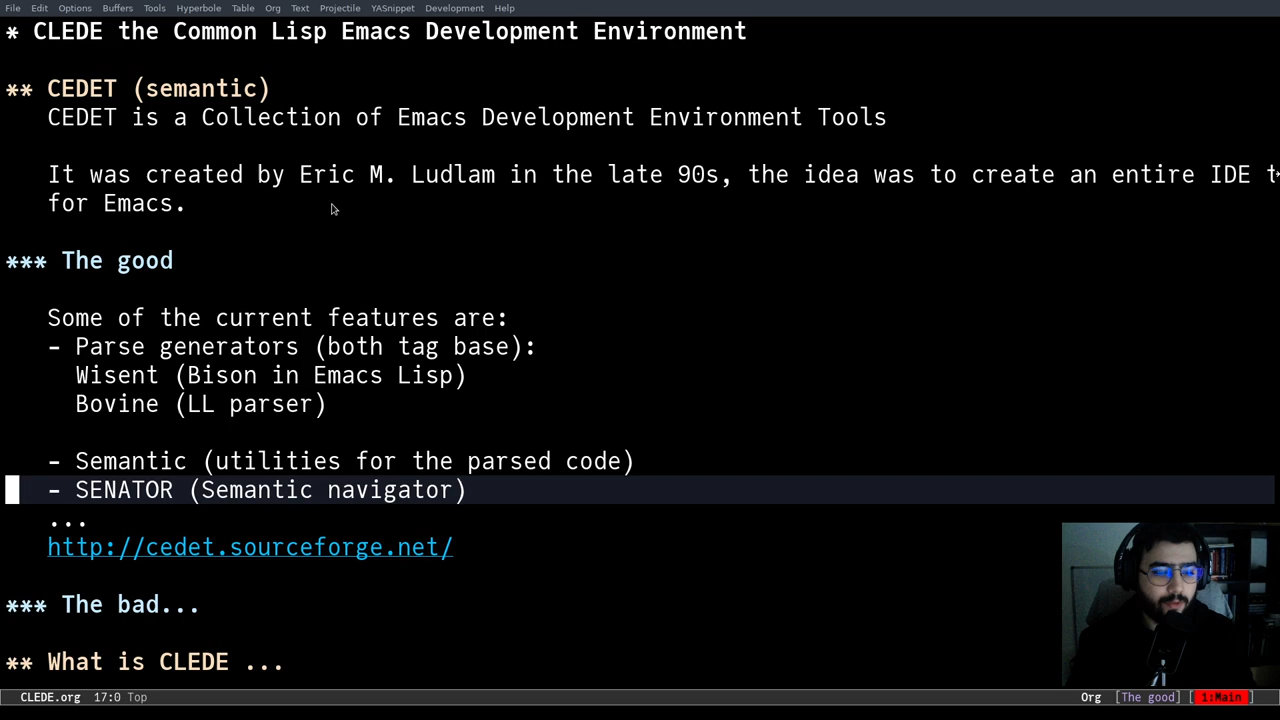 File Edit Options Buffers Tools Hyperbole Table Org Text Projectile YASnippet Development Help
* CLEDE the Common Lisp Emacs Development Environment
** CEDET (semantic)
CEDET is a Collection of Emacs Development Environment Tools
It was created by Eric M. Ludlam in the late 90s, the idea was to create an entire IDE t
for Emacs.
*** The good
Some of the current features are:
- Parse generators (both tag base):
Wisent (Bison in Emacs Lisp)
Bovine (LL parser)
- Semantic (utilities for the parsed code)
- SENATOR (Semantic navigator)
...
http://cedet.sourceforge.net/
*** The bad...
** What is CLEDE ...
CLEDE.org 17:0 Top Org [The good] [ 1:Main ]